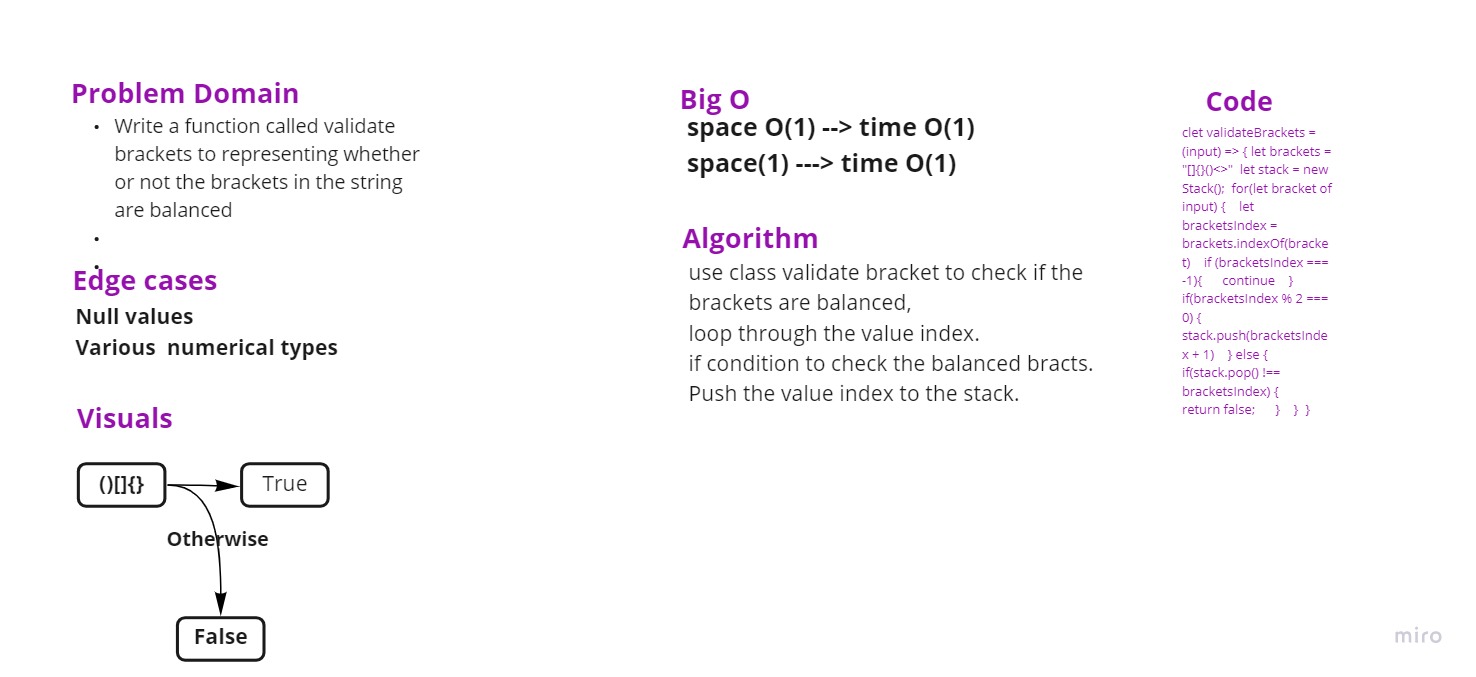 Problem Domain
• Write a function called validate
brackets to representing whether
or not the brackets in the string
are balanced
•
•
Edge cases
Null values
Various numerical types
Visuals
()[]{}
True
Otherwise
False
Big O
space O(1) --> time O(1)
space(1) ---> time O(1)
Algorithm
use class validate bracket to check if the
brackets are balanced,
loop through the value index.
if condition to check the balanced bracts.
Push the value index to the stack.
Code
clet validateBrackets =
(input) => { let brackets =
"[]{}()<>" let stack = new
Stack(); for(let bracket of
input) { let
bracketsIndex =
brackets.indexOf(bracke
t) if (bracketsIndex ===
-1){ continue }
if(bracketsIndex % 2 ===
0) {
stack.push(bracketsInde
x + 1) } else {
if(stack.pop() !==
bracketsIndex) {
return false; } } }
miro